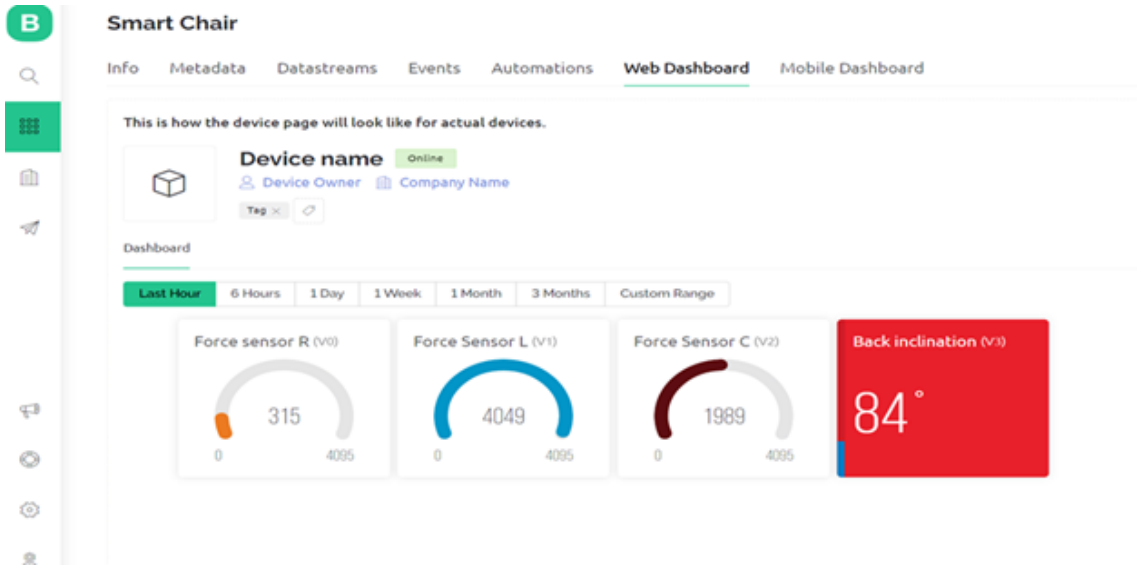 B
Smart Chair
Info Metadata Datastreams Events Automations Web Dashboard Mobile Dashboard
This is how the device page will look like for actual devices.
Device name Online
Device Owner Company Name
Tag ×
Dashboard
Last Hour 6 Hours 1 Day 1 Week 1 Month 3 Months Custom Range
Force sensor R (V0) Force Sensor L (V1) Force Sensor C (V2) Back inclination (V3)
315 4049 1989 84°
0 4095 0 4095 0 4095